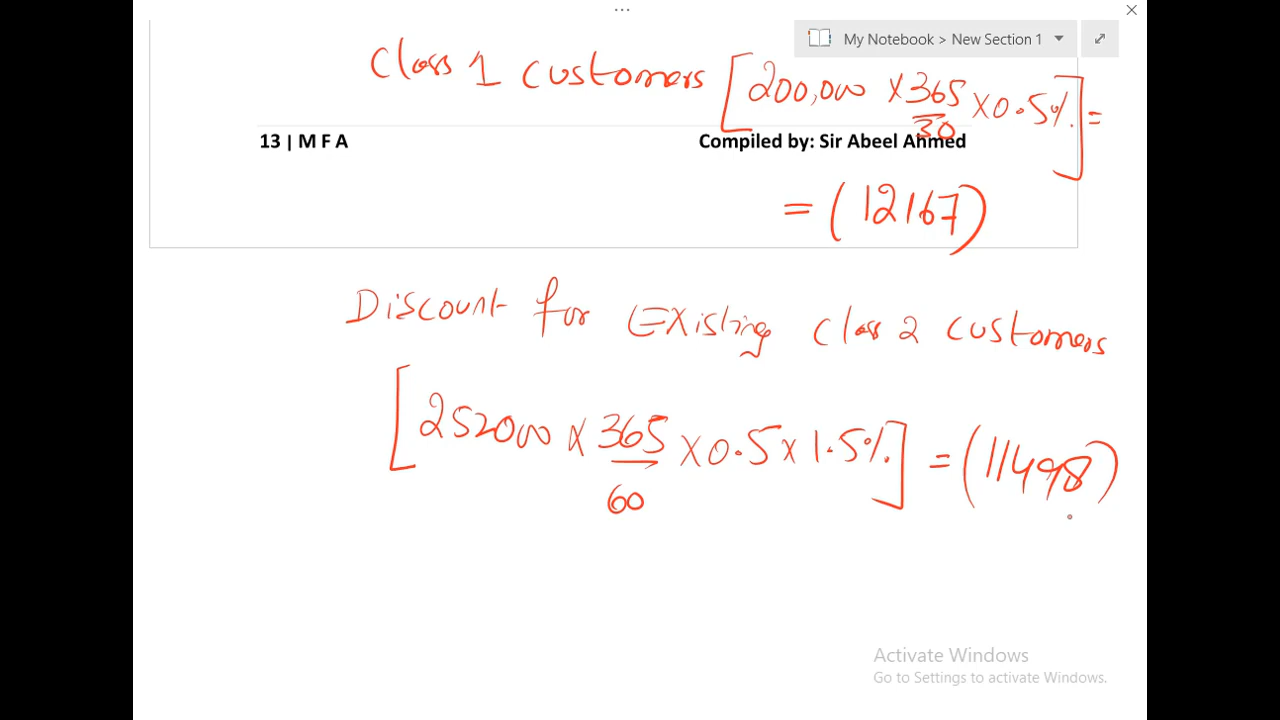 ...
My Notebook > New Section 1
Class 1 customers [200,000 × 365/30 × 0.5%] =
13 | M F A Compiled by: Sir Abeel Ahmed
= (12167)
Discount for Existing Class 2 customers
[252000 × 365/60 × 0.5 × 1.5%] = (11498)
Activate Windows
Go to Settings to activate Windows.